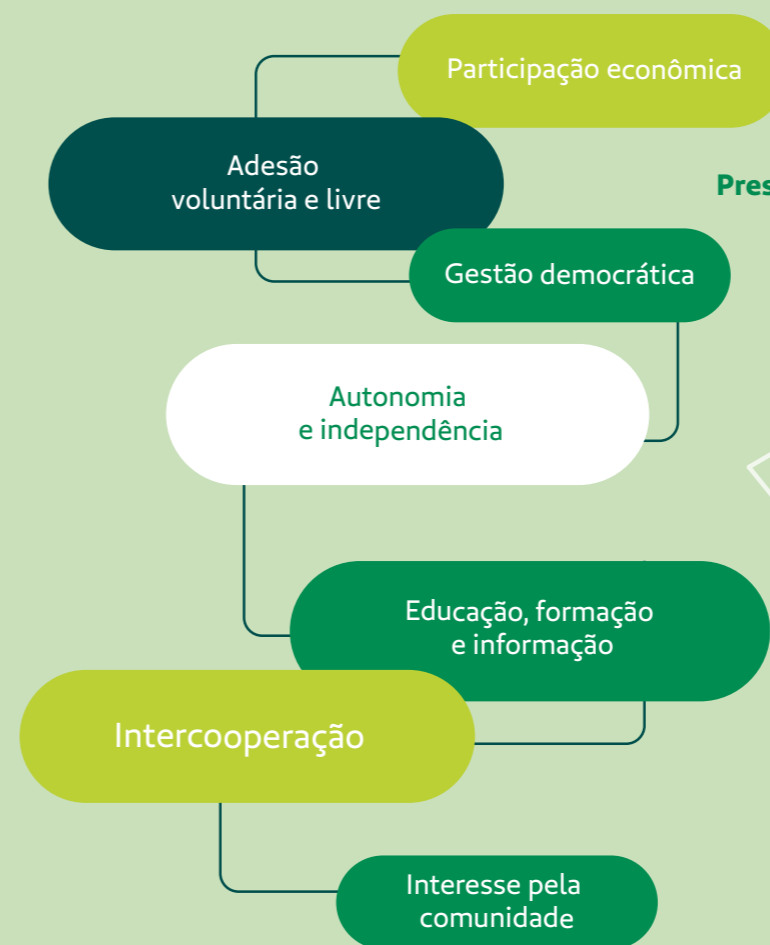 Participação econômica
Adesão
voluntária e livre
Gestão democrática
Autonomia
e independência
Educação, formação
e informação
Intercooperação
Interesse pela
comunidade